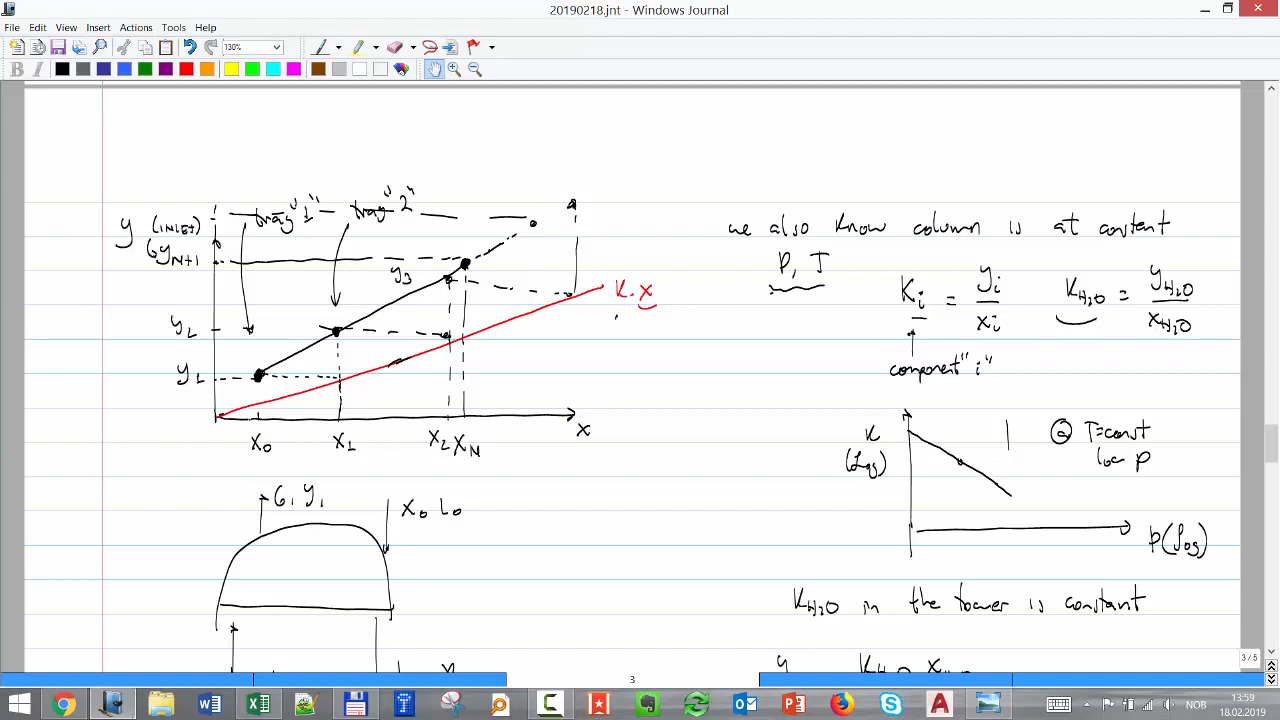 20190218.jnt - Windows Journal
File Edit View Insert Actions Tools Help
130%
B I
tray "1" tray "2"
y (INLET)
G y_N+1
y_3
K·x
y_2
y_1
x_0 x_1 x_2 x_N x
G_1 y_1 x_0 L_0
we also know column is at constant
P, T
K_i = y_i / x_i K_H2O = y_H2O / x_H2O
component "i"
K
(Log)
@ T=const
low p
p (Log)
K_H2O in the tower is constant
3 / 5
3
NOB
13:59
18.02.2019